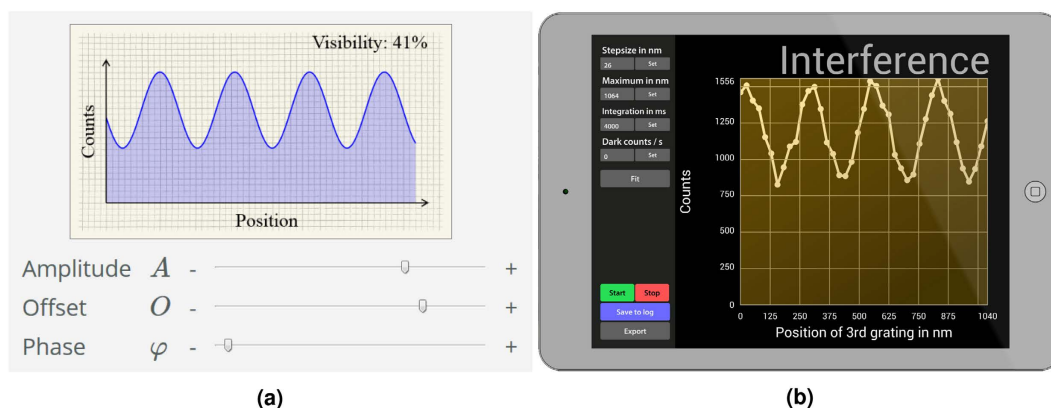 Visibility: 41%
Counts
Position
Amplitude A - +
Offset O - +
Phase φ - +
(a)
Interference
Stepsize in nm
26 Set
Maximum in nm
1064 Set
Integration in ms
4000 Set
Dark counts / s
0 Set
Fit
Start Stop
Save to log
Export
Counts
1556
1250
1000
750
500
250
0
0 125 250 375 500 625 750 875 1040
Position of 3rd grating in nm
(b)